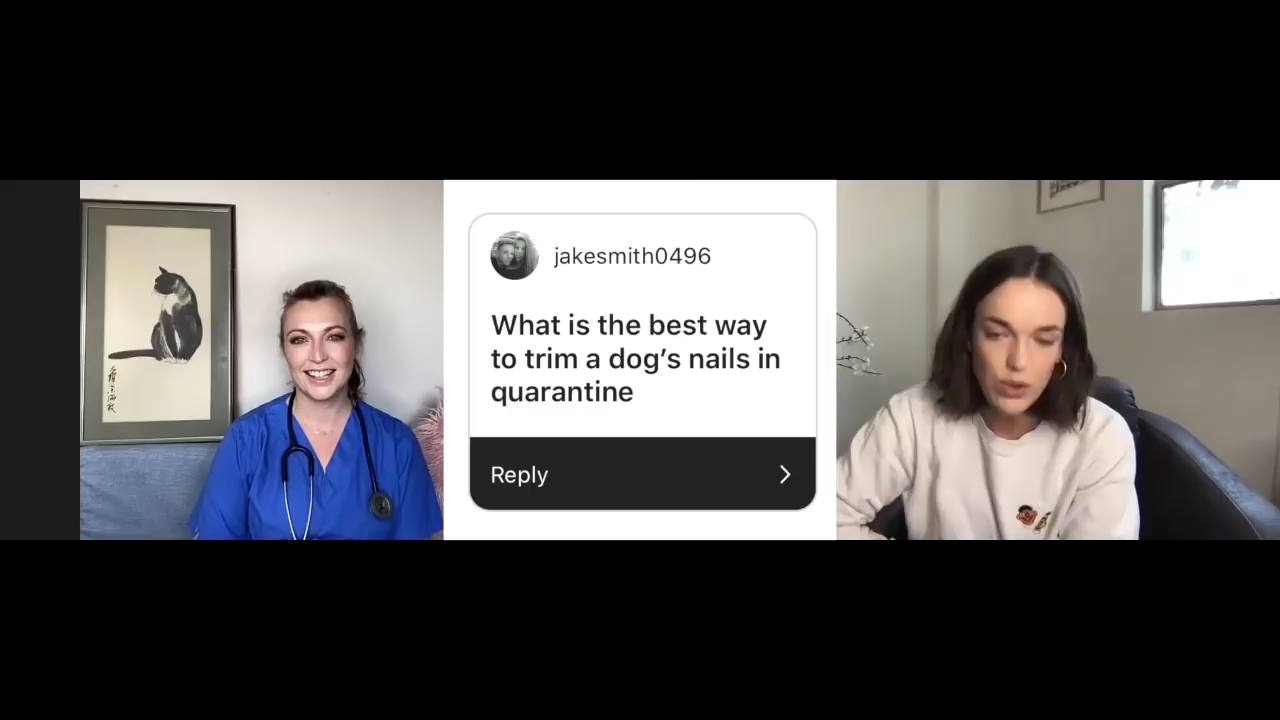 jakesmith0496
What is the best way
to trim a dog’s nails in
quarantine
Reply